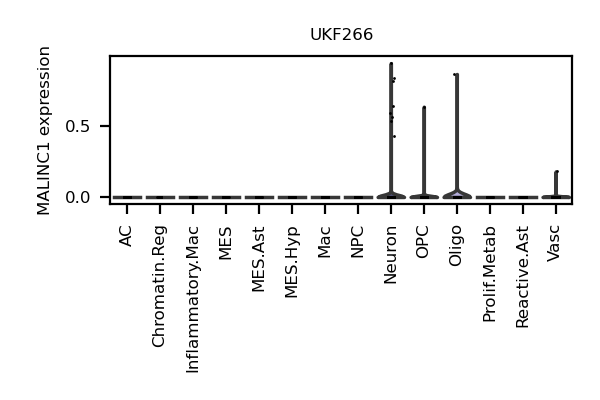 UKF266
MALINC1 expression
0.5
0.0
AC
Chromatin.Reg
Inflammatory.Mac
MES
MES.Ast
MES.Hyp
Mac
NPC
Neuron
OPC
Oligo
Prolif.Metab
Reactive.Ast
Vasc